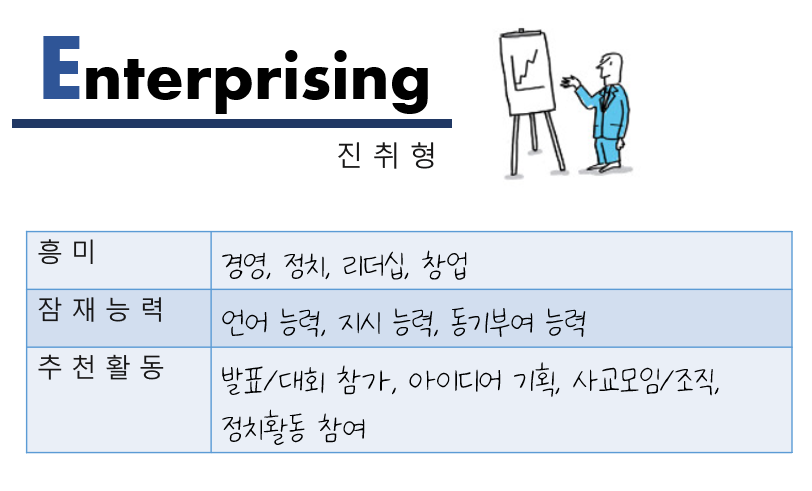 Enterprising
진 취 형
흥 미
경영, 정치, 리더십, 창업
잠 재 능 력
언어 능력, 지시 능력, 동기부여 능력
추 천 활 동
발표/대회 참가, 아이디어 기획, 사교모임/조직,
정치활동 참여